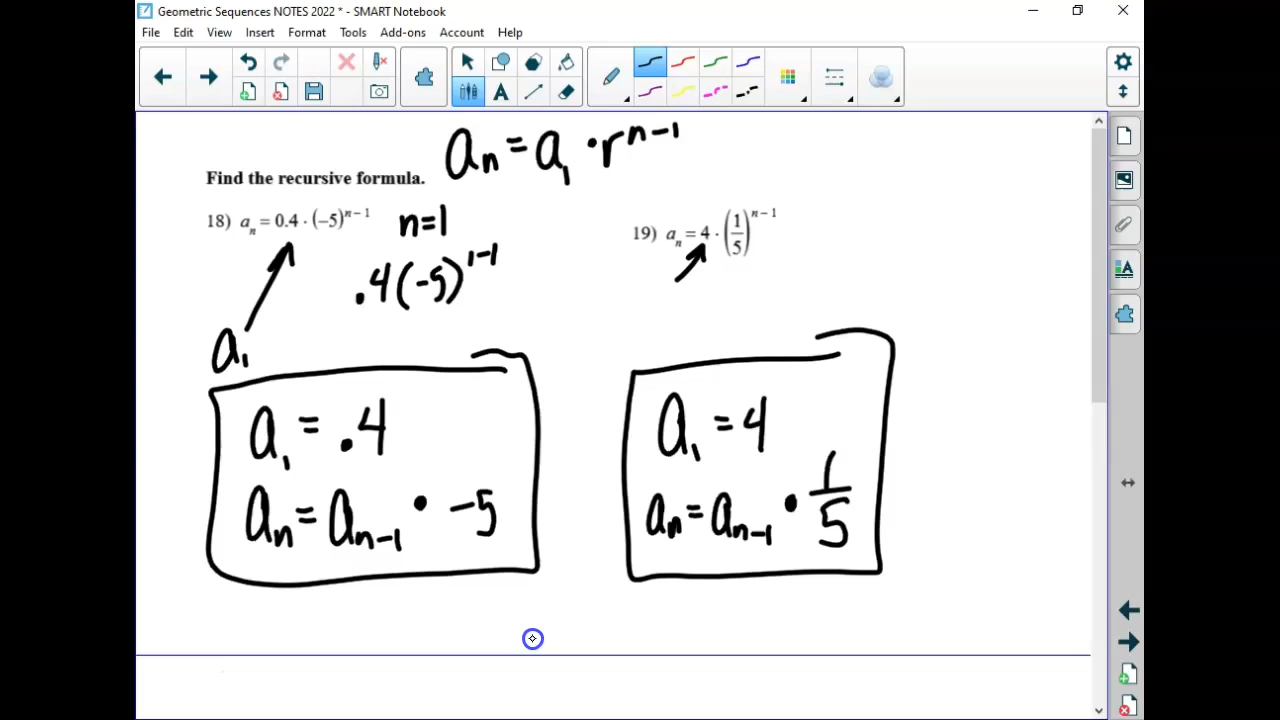 Geometric Sequences NOTES 2022 * - SMART Notebook
File Edit View Insert Format Tools Add-ons Account Help
aₙ = a₁ · rⁿ⁻¹
Find the recursive formula.
18) aₙ = 0.4 · (−5)ⁿ⁻¹
n=1
19) aₙ = 4 · (1/5)ⁿ⁻¹
.4(-5)¹⁻¹
a₁
a₁ = .4
aₙ = aₙ₋₁ · -5
a₁ = 4
aₙ = aₙ₋₁ · 1/5